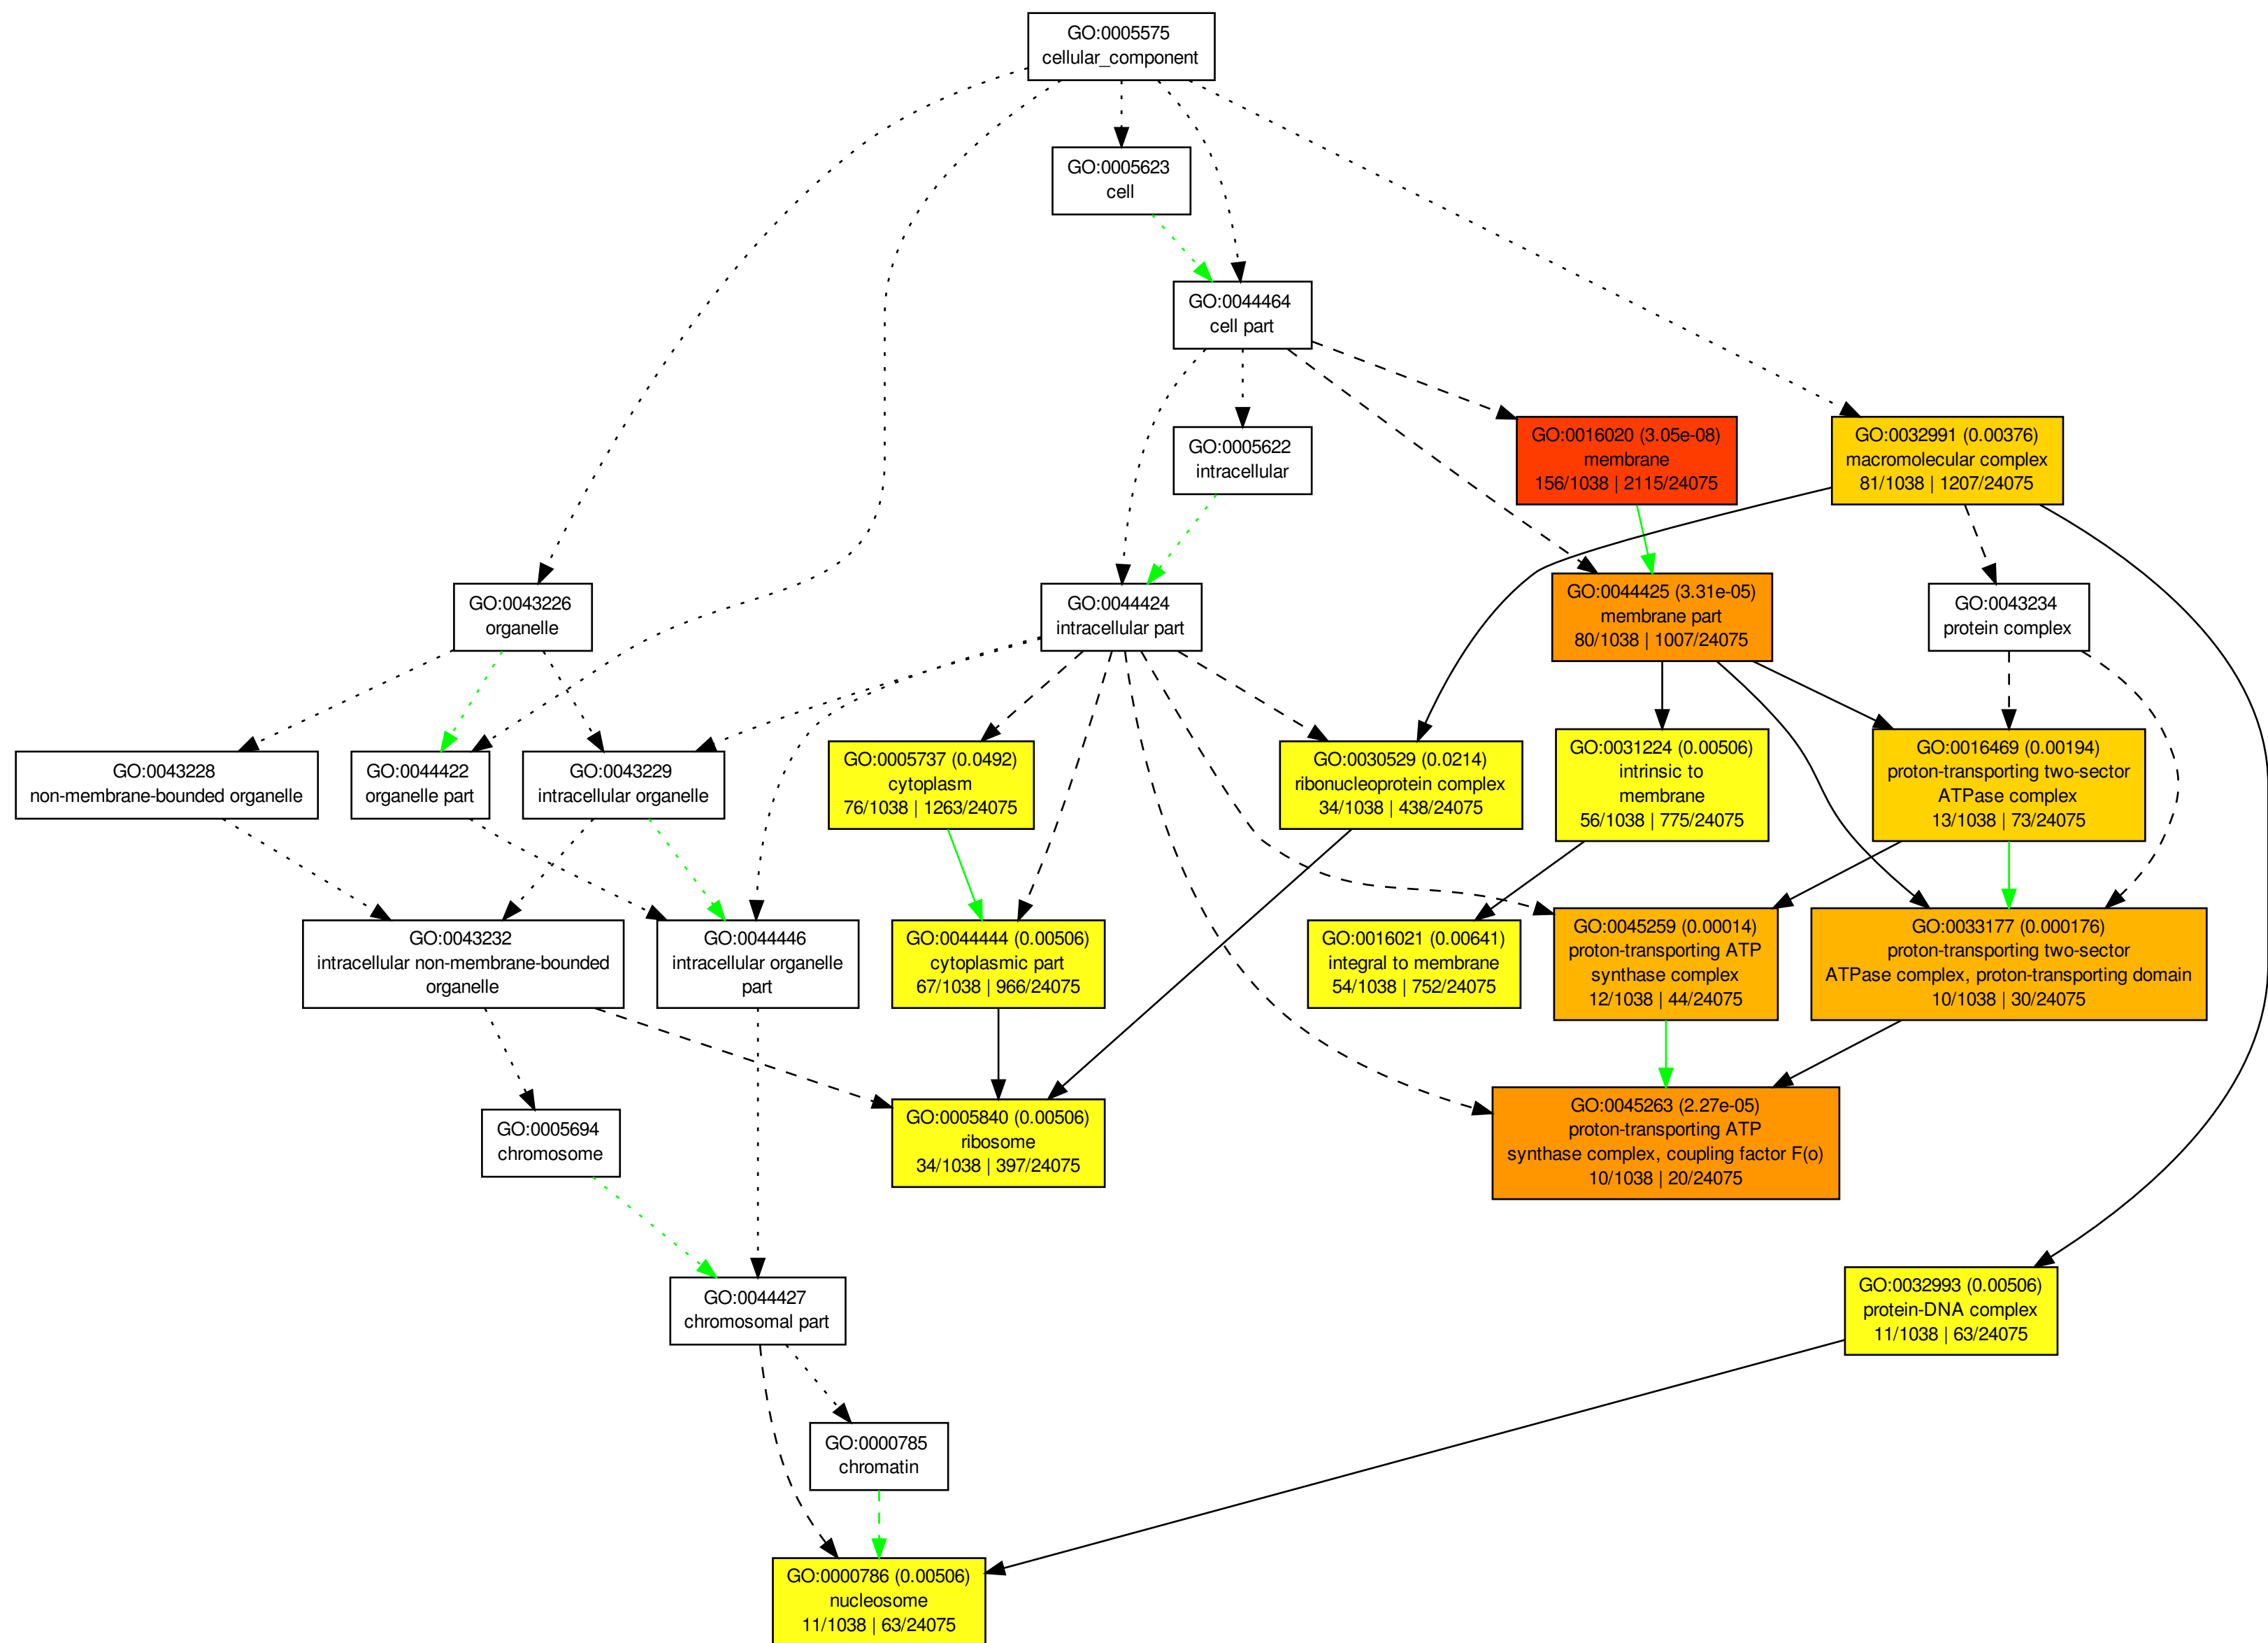 GO:0005575
cellular_component
GO:0005623
cell
GO:0044464
cell part
GO:0005622
intracellular
GO:0016020 (3.05e-08)
membrane
156/1038 | 2115/24075
GO:0032991 (0.00376)
macromolecular complex
81/1038 | 1207/24075
GO:0043226
organelle
GO:0044424
intracellular part
GO:0044425 (3.31e-05)
membrane part
80/1038 | 1007/24075
GO:0043234
protein complex
GO:0043228
non-membrane-bounded organelle
GO:0044422
organelle part
GO:0043229
intracellular organelle
GO:0005737 (0.0492)
cytoplasm
76/1038 | 1263/24075
GO:0030529 (0.0214)
ribonucleoprotein complex
34/1038 | 438/24075
GO:0031224 (0.00506)
intrinsic to
membrane
56/1038 | 775/24075
GO:0016469 (0.00194)
proton-transporting two-sector
ATPase complex
13/1038 | 73/24075
GO:0043232
intracellular non-membrane-bounded
organelle
GO:0044446
intracellular organelle
part
GO:0044444 (0.00506)
cytoplasmic part
67/1038 | 966/24075
GO:0016021 (0.00641)
integral to membrane
54/1038 | 752/24075
GO:0045259 (0.00014)
proton-transporting ATP
synthase complex
12/1038 | 44/24075
GO:0033177 (0.000176)
proton-transporting two-sector
ATPase complex, proton-transporting domain
10/1038 | 30/24075
GO:0005694
chromosome
GO:0005840 (0.00506)
ribosome
34/1038 | 397/24075
GO:0045263 (2.27e-05)
proton-transporting ATP
synthase complex, coupling factor F(o)
10/1038 | 20/24075
GO:0044427
chromosomal part
GO:0032993 (0.00506)
protein-DNA complex
11/1038 | 63/24075
GO:0000785
chromatin
GO:0000786 (0.00506)
nucleosome
11/1038 | 63/24075